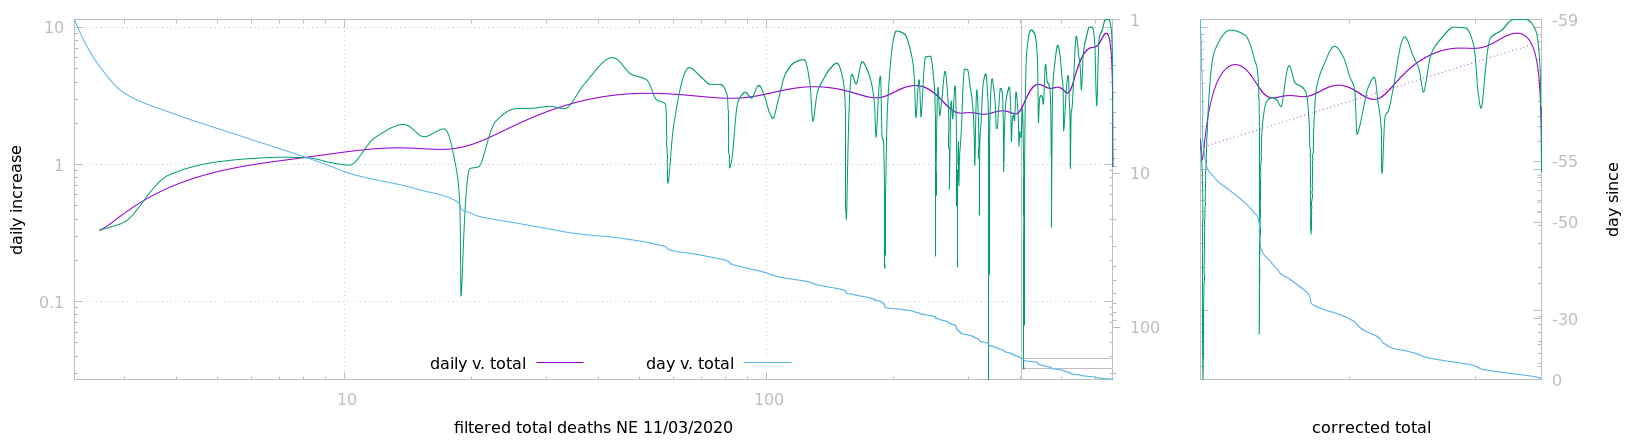 10
1
0.1
daily increase
10
100
filtered total deaths NE 11/03/2020
daily v. total
day v. total
1
10
100
-59
-55
-50
-30
0
day since
corrected total